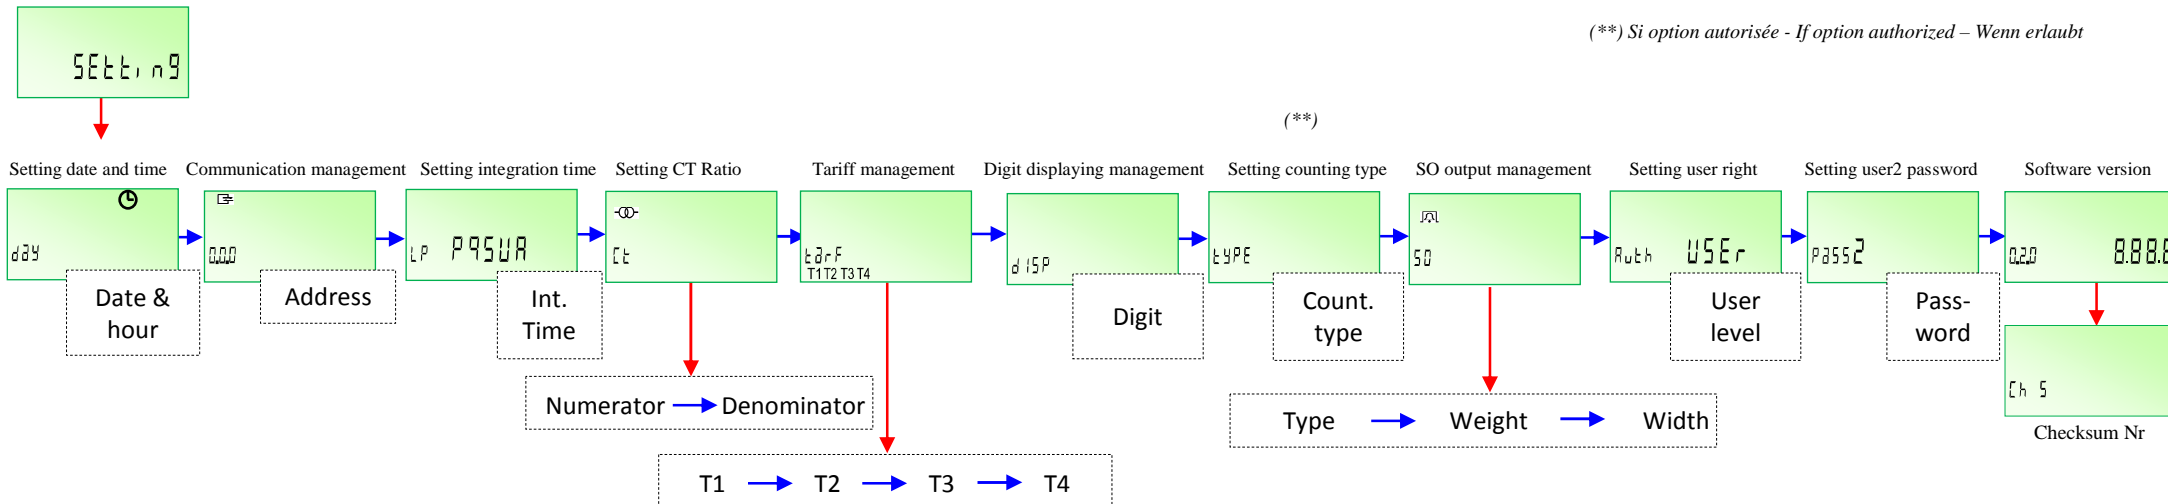 SEtting
(**) Si option autorisée - If option authorized – Wenn erlaubt
(**)
Setting date and time
Communication management
Setting integration time
Setting CT Ratio
Tariff management
Digit displaying management
Setting counting type
SO output management
Setting user right
Setting user2 password
Software version
day
0.0.0
LP PqSUA
Ct
tarF
T1 T2 T3 T4
dISP
tYPE
SO
Auth USEr
PaSS2
0.2.0 8.88.8
Date &
hour
Address
Int.
Time
Digit
Count.
type
User
level
Pass-
word
Numerator Denominator
Type Weight Width
T1 T2 T3 T4
Ch S
Checksum Nr